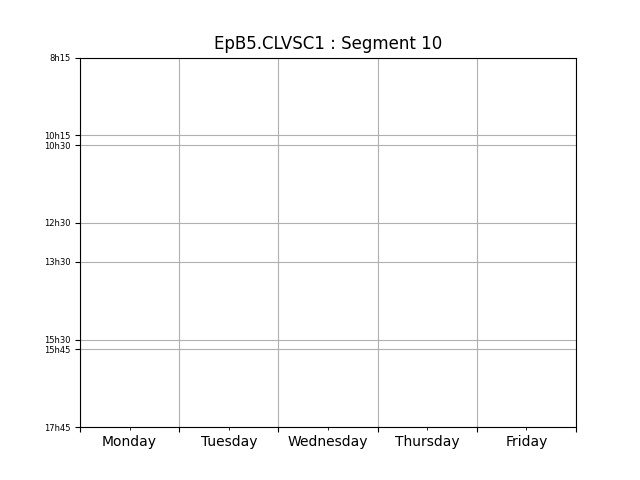 EpB5.CLVSC1 : Segment 10
8h15
10h15
10h30
12h30
13h30
15h30
15h45
17h45
Monday Tuesday Wednesday Thursday Friday